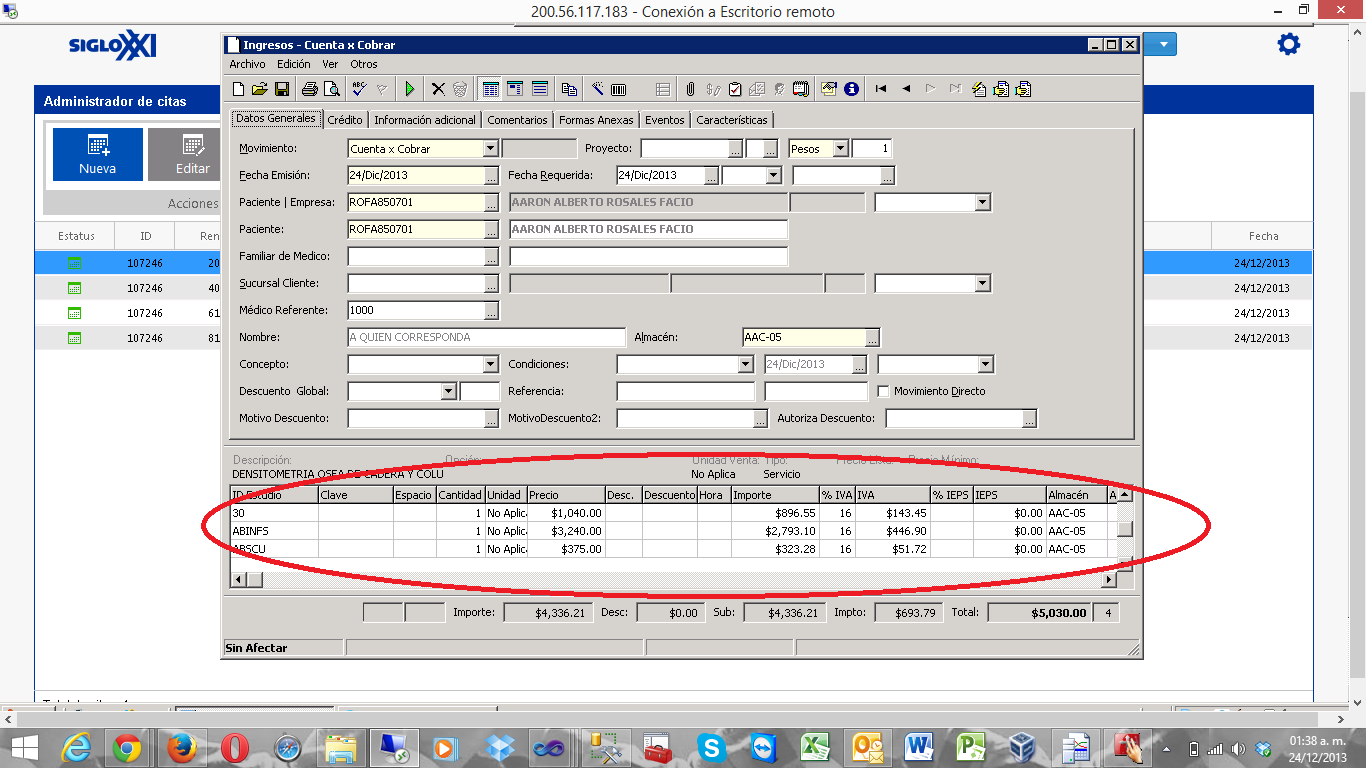 200.56.117.183 - Conexión a Escritorio remoto
SIGLO XXI
Administrador de citas
Nueva
Editar
Acciones
Estatus ID Ren Fecha
107246 20 24/12/2013
107246 40 24/12/2013
107246 61 24/12/2013
107246 81 24/12/2013
Ingresos - Cuenta x Cobrar
Archivo Edición Ver Otros
Datos Generales Crédito Información adicional Comentarios Formas Anexas Eventos Características
Movimiento: Cuenta x Cobrar Proyecto: Pesos 1
Fecha Emisión: 24/Dic/2013 Fecha Requerida: 24/Dic/2013
Paciente | Empresa: ROFA850701 AARON ALBERTO ROSALES FACIO
Paciente: ROFA850701 AARON ALBERTO ROSALES FACIO
Familiar de Medico:
Sucursal Cliente:
Médico Referente: 1000
Nombre: A QUIEN CORRESPONDA Almacén: AAC-05
Concepto: Condiciones: 24/Dic/2013
Descuento Global: Referencia: Movimiento Directo
Motivo Descuento: MotivoDescuento2: Autoriza Descuento:
Descripción: Opción: Unidad Venta: Tipo: Precio Lista: Precio Mínimo:
DENSITOMETRIA OSEA DE CADERA Y COLU No Aplica Servicio
ID Estudio Clave Espacio Cantidad Unidad Precio Desc. Descuento Hora Importe % IVA IVA % IEPS IEPS Almacén A
30 1 No Aplic $1,040.00 $896.55 16 $143.45 $0.00 AAC-05
ABINFS 1 No Aplic $3,240.00 $2,793.10 16 $446.90 $0.00 AAC-05
ABSCU 1 No Aplic $375.00 $323.28 16 $51.72 $0.00 AAC-05
Importe: $4,336.21 Desc: $0.00 Sub: $4,336.21 Impto: $693.79 Total: $5,030.00 4
Sin Afectar
01:38 a. m.
24/12/2013